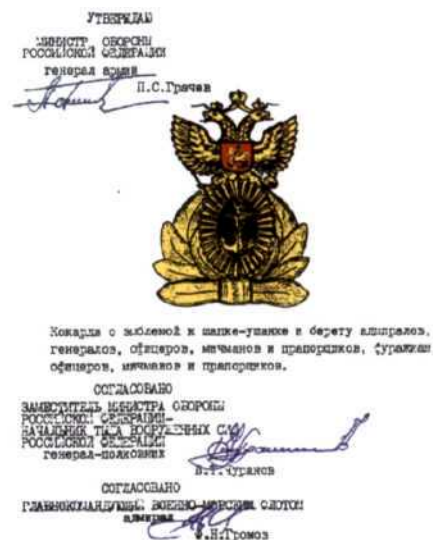 УТВЕРЖДАЮ
МИНИСТР ОБОРОНЫ
РОССИЙСКОЙ ФЕДЕРАЦИИ
генерал армии
П.С.Грачев
Кокарда с эмблемой к шапке-ушанке и берету адмиралов,
генералов, офицеров, мичманов и прапорщиков, фуражкам
офицеров, мичманов и прапорщиков.
СОГЛАСОВАНО
ЗАМЕСТИТЕЛЬ МИНИСТРА ОБОРОНЫ
РОССИЙСКОЙ ФЕДЕРАЦИИ-
НАЧАЛЬНИК ТЫЛА ВООРУЖЕННЫХ СИЛ
РОССИЙСКОЙ ФЕДЕРАЦИИ
генерал-полковник
В.Т.Чуранов
СОГЛАСОВАНО
ГЛАВНОКОМАНДУЮЩИЙ ВОЕННО-МОРСКИМ ФЛОТОМ
адмирал
Ф.Н.Громов